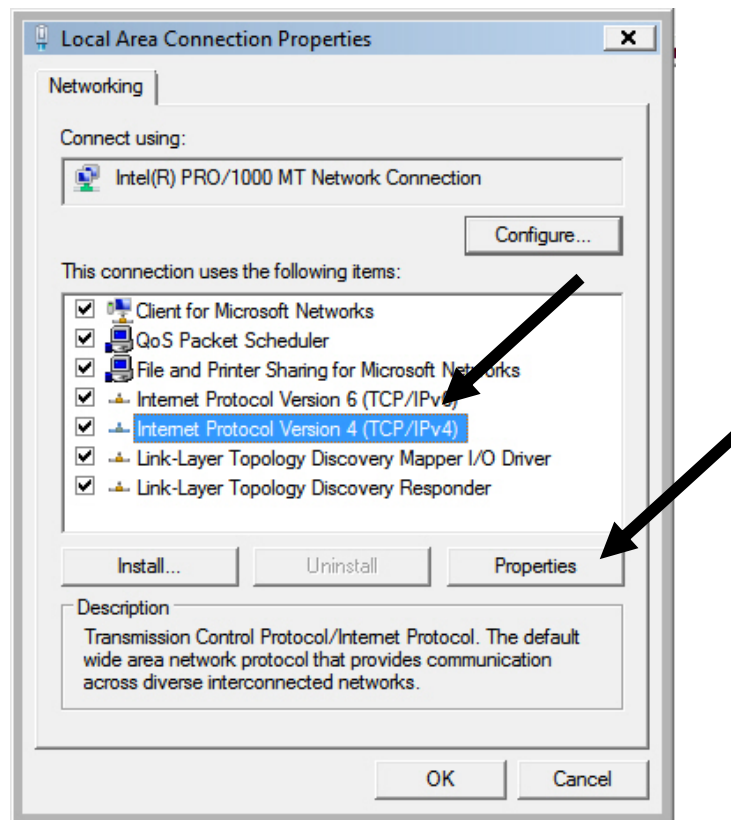 Local Area Connection Properties
Networking
Connect using:
Intel(R) PRO/1000 MT Network Connection
Configure...
This connection uses the following items:
Client for Microsoft Networks
QoS Packet Scheduler
File and Printer Sharing for Microsoft Networks
Internet Protocol Version 6 (TCP/IPv6)
Internet Protocol Version 4 (TCP/IPv4)
Link-Layer Topology Discovery Mapper I/O Driver
Link-Layer Topology Discovery Responder
Install... Uninstall Properties
Description
Transmission Control Protocol/Internet Protocol. The default
wide area network protocol that provides communication
across diverse interconnected networks.
OK Cancel